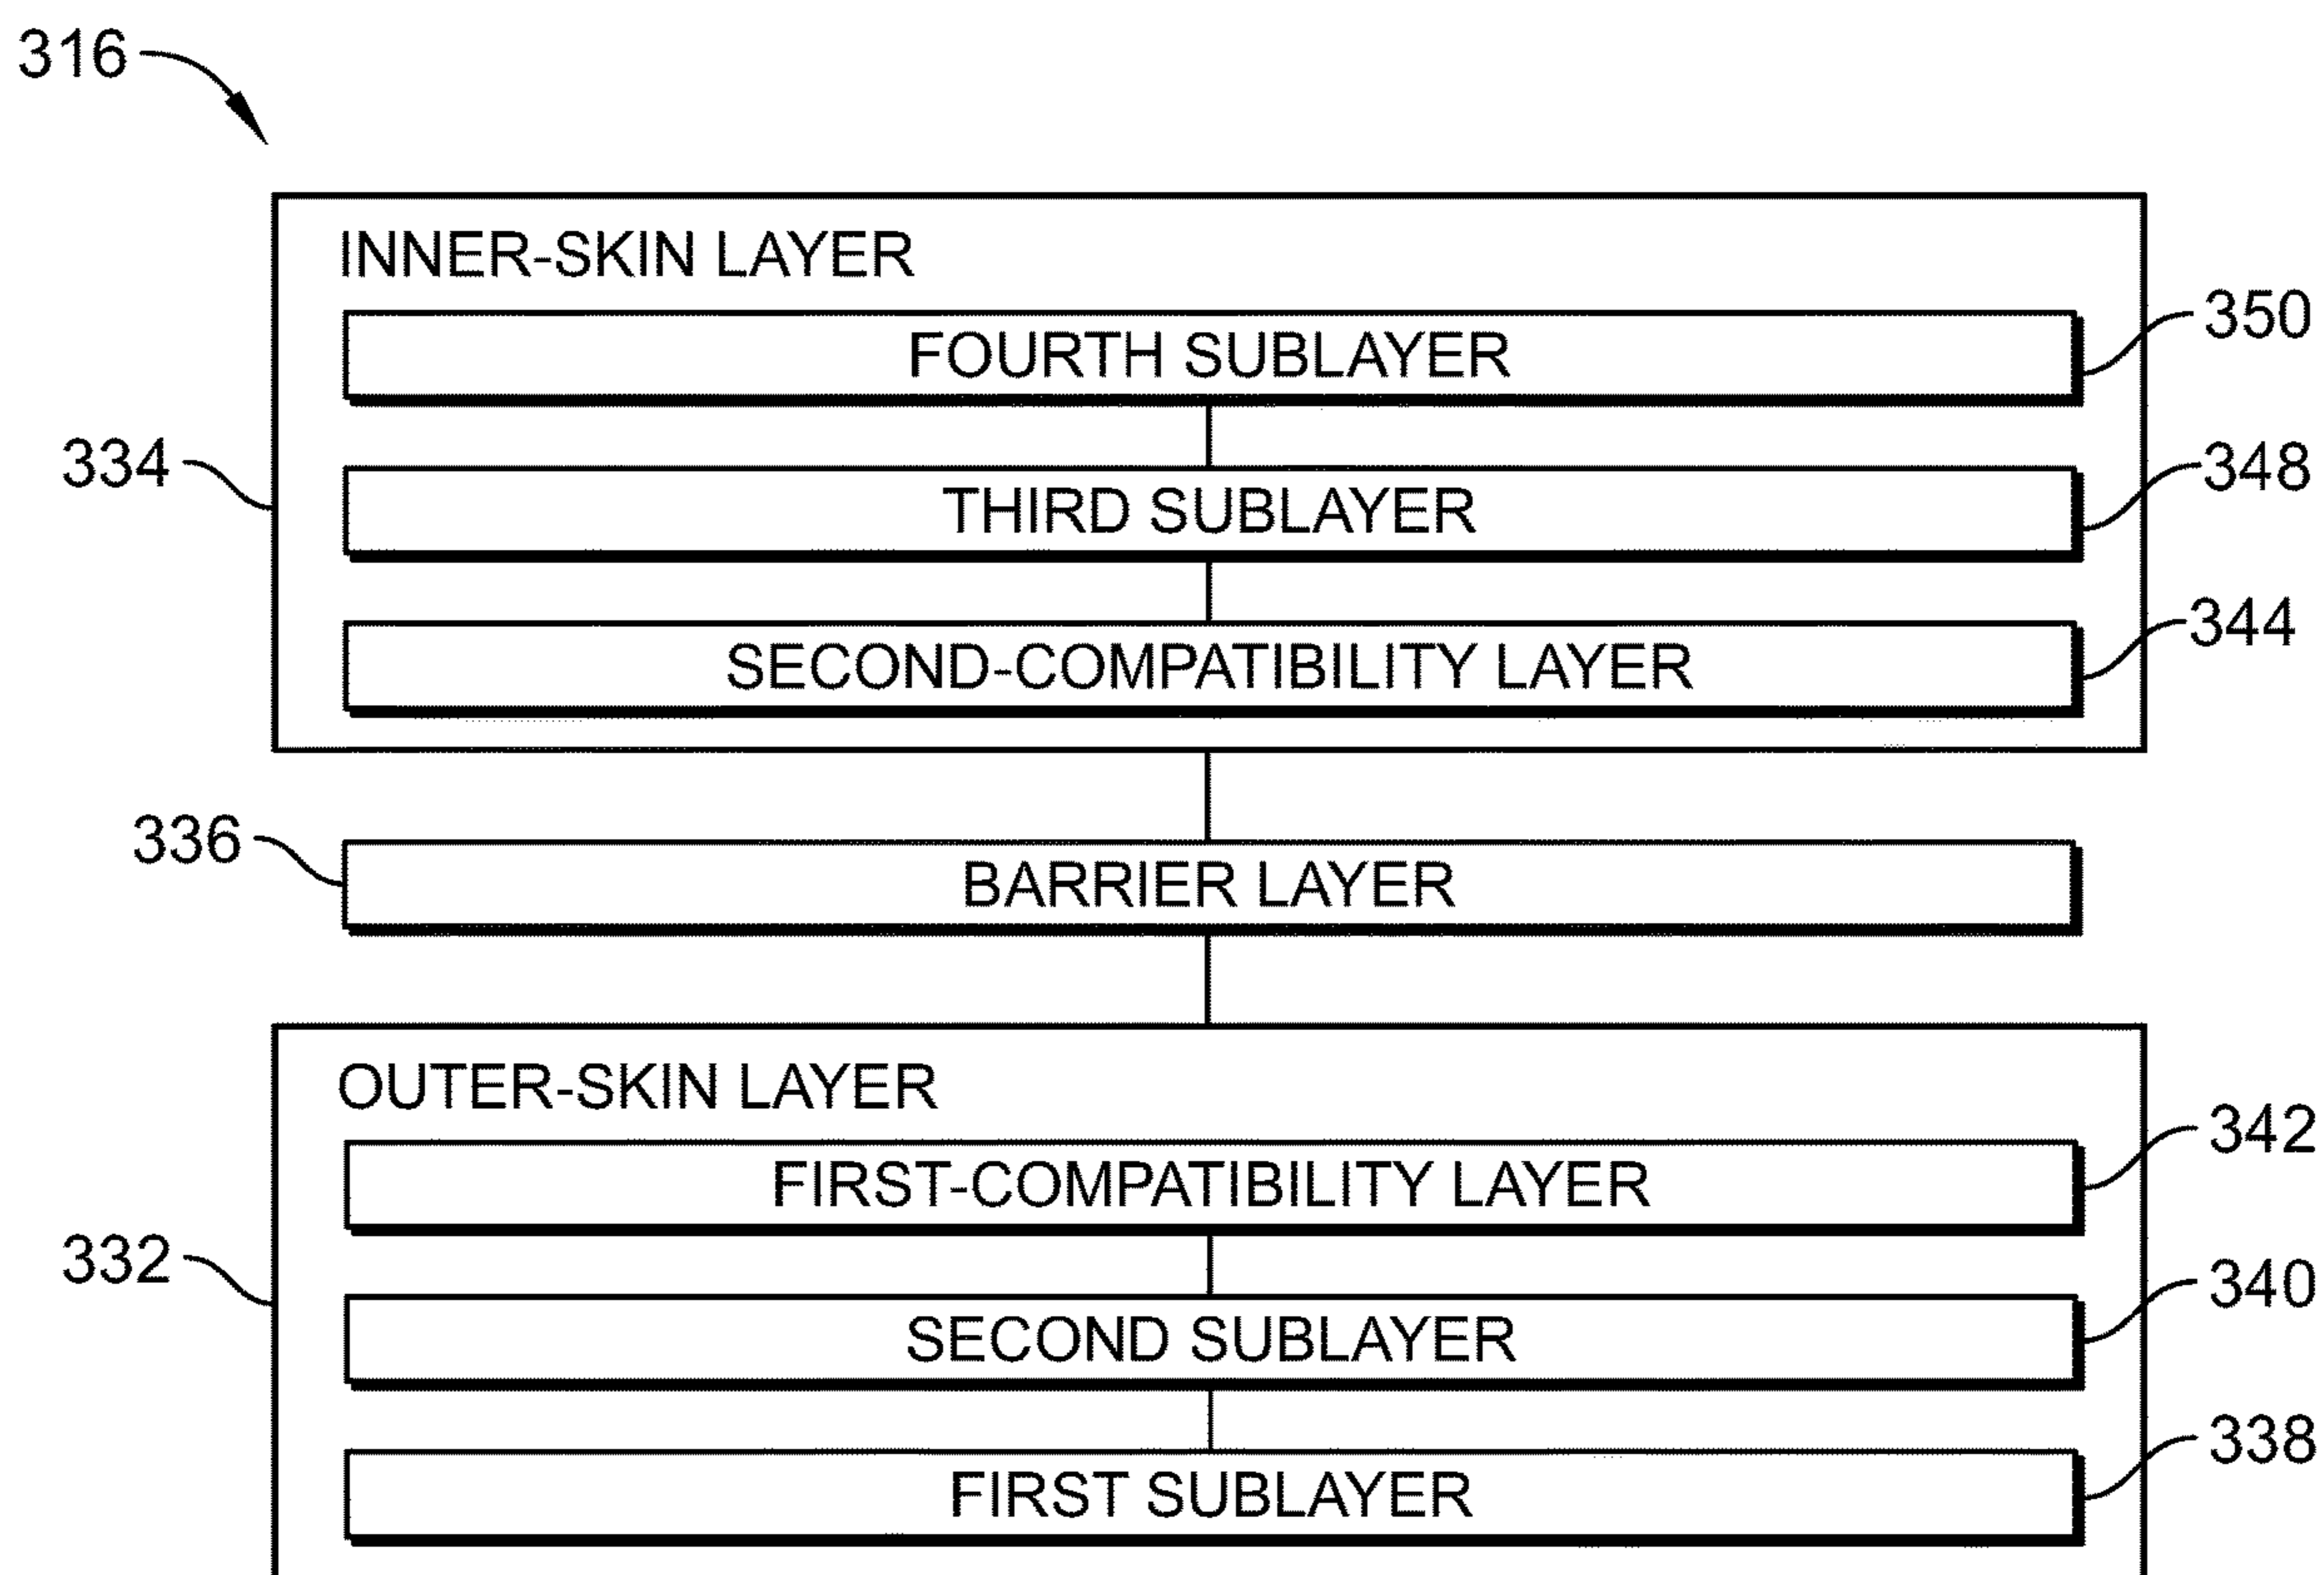 316
INNER-SKIN LAYER
350
FOURTH SUBLAYER
334
348
THIRD SUBLAYER
344
SECOND-COMPATIBILITY LAYER
336
BARRIER LAYER
OUTER-SKIN LAYER
342
FIRST-COMPATIBILITY LAYER
332
340
SECOND SUBLAYER
338
FIRST SUBLAYER